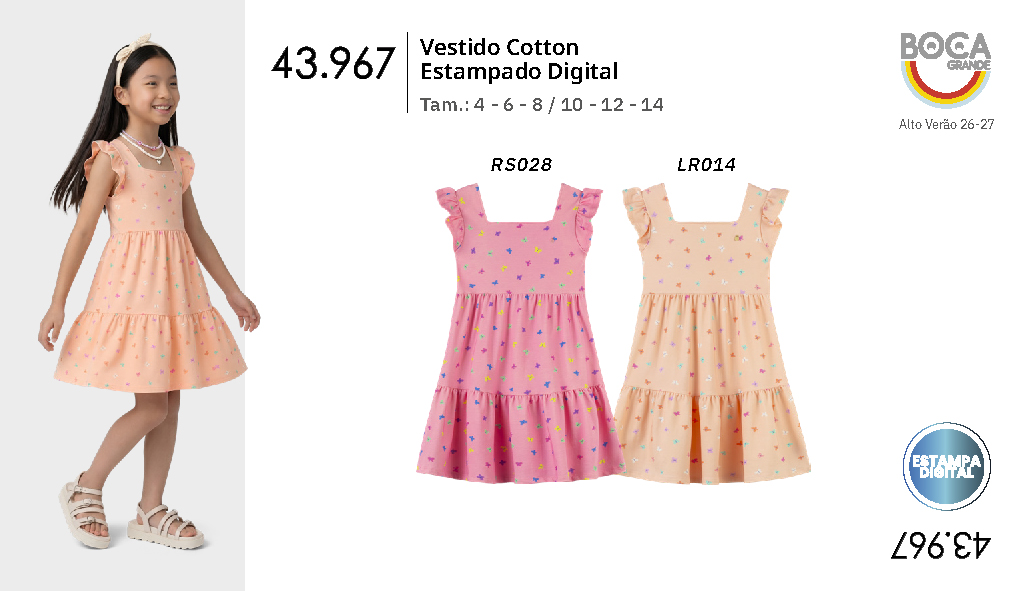 43.967
Vestido Cotton
Estampado Digital
Tam.: 4 - 6 - 8 / 10 - 12 - 14
BOCA
GRANDE
Alto Verão 26-27
RS028
LR014
ESTAMPA
DIGITAL
43.967